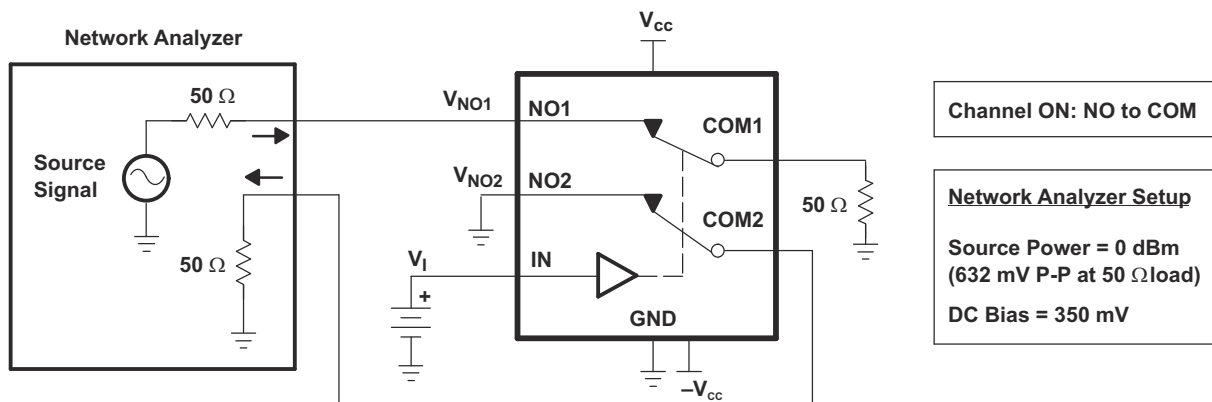 Network Analyzer
50 Ω
Source
Signal
50 Ω
Vcc
VNO1
NO1
COM1
VNO2
NO2
COM2
50 Ω
VI
IN
+
GND
–Vcc
Channel ON: NO to COM
Network Analyzer Setup
Source Power = 0 dBm
(632 mV P-P at 50 Ω load)
DC Bias = 350 mV